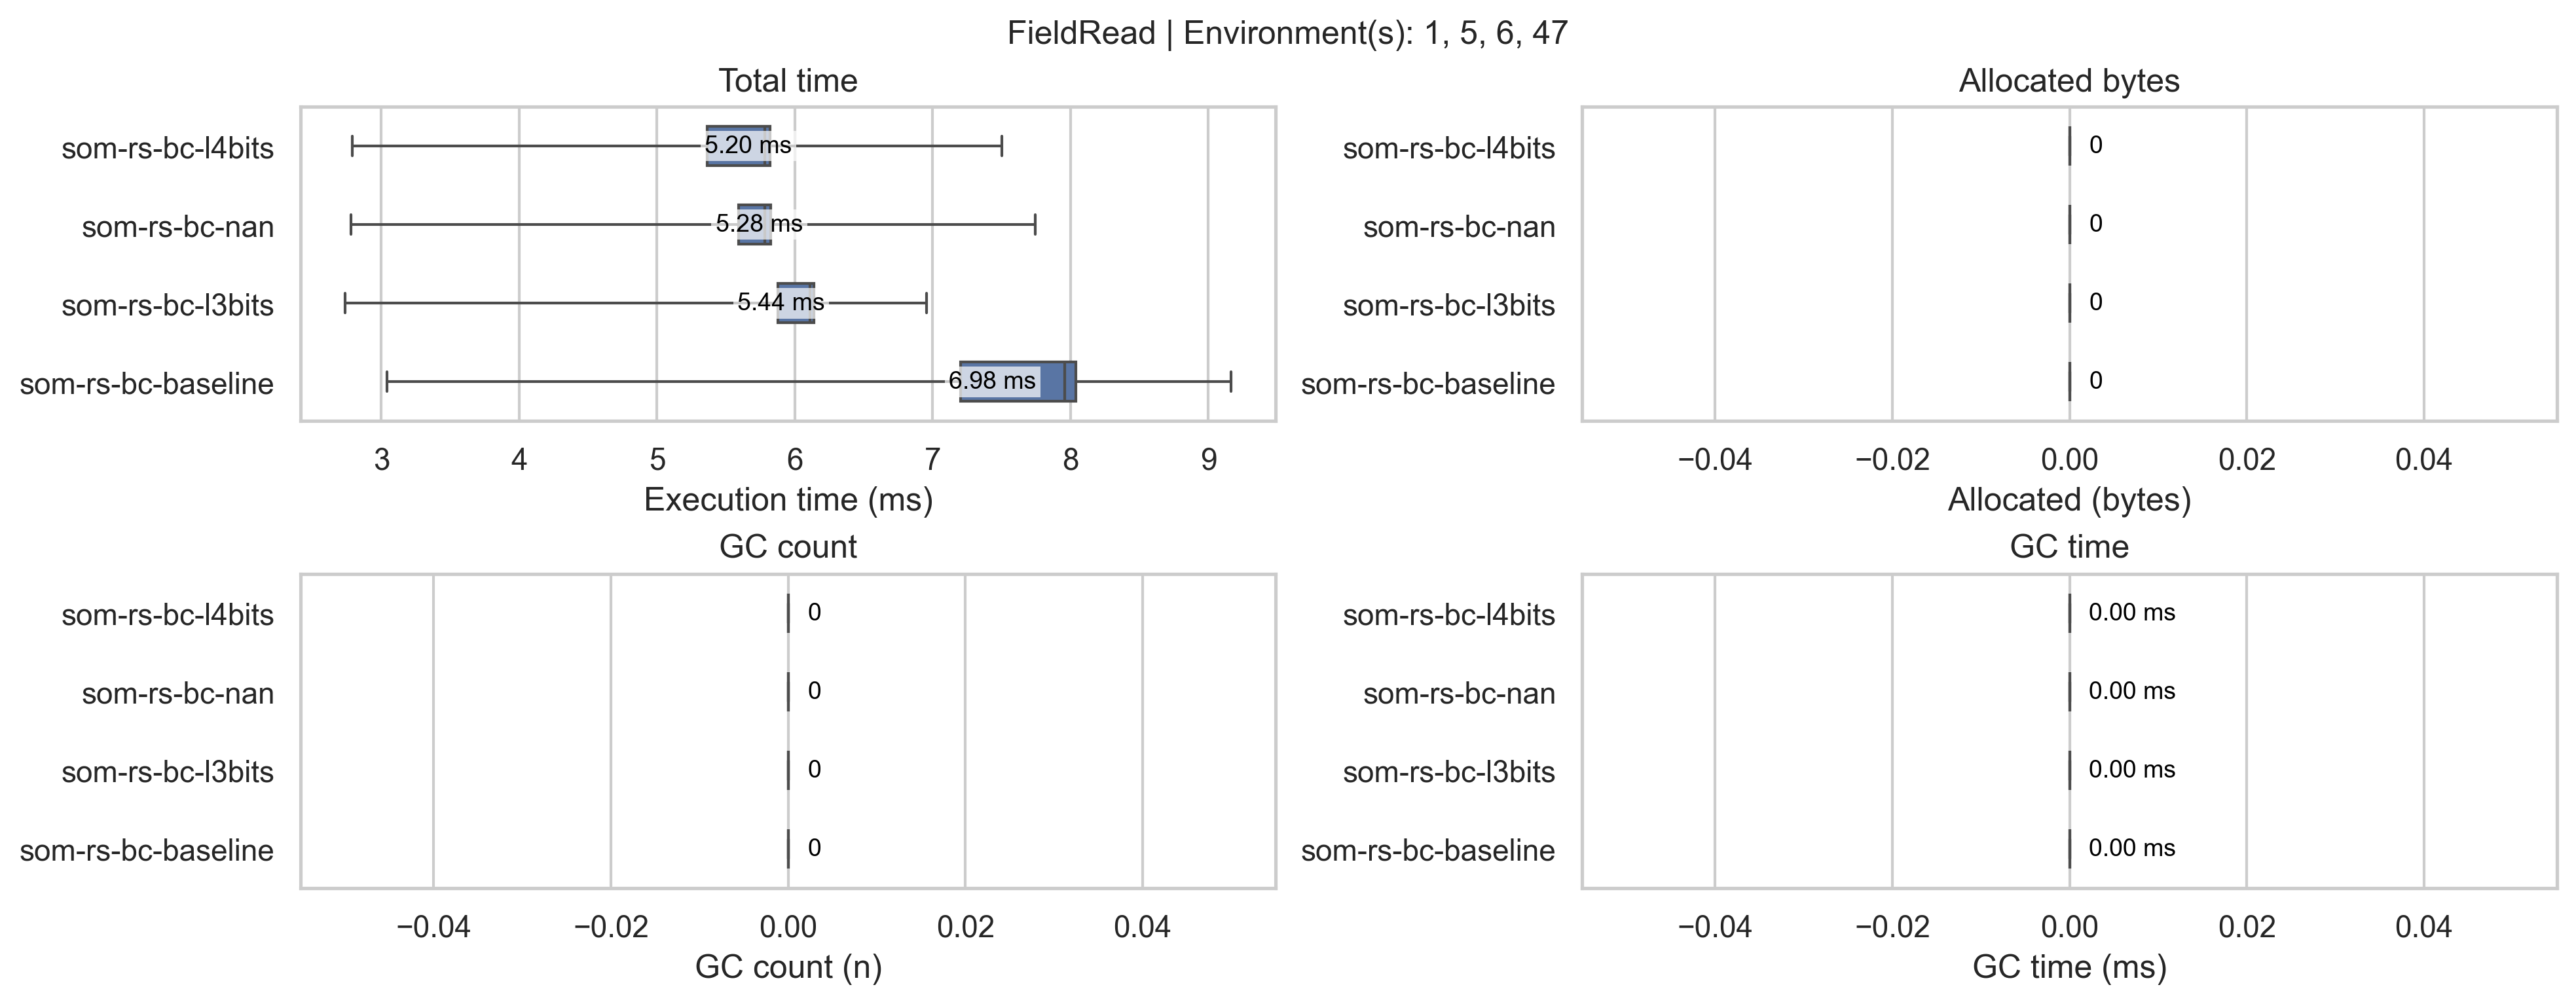 FieldRead | Environment(s): 1, 5, 6, 47
Total time
som-rs-bc-l4bits
5.20 ms
som-rs-bc-nan
5.28 ms
som-rs-bc-l3bits
5.44 ms
som-rs-bc-baseline
6.98 ms
3 4 5 6 7 8 9
Execution time (ms)
Allocated bytes
som-rs-bc-l4bits
0
som-rs-bc-nan
0
som-rs-bc-l3bits
0
som-rs-bc-baseline
0
−0.04 −0.02 0.00 0.02 0.04
Allocated (bytes)
GC count
som-rs-bc-l4bits
0
som-rs-bc-nan
0
som-rs-bc-l3bits
0
som-rs-bc-baseline
0
−0.04 −0.02 0.00 0.02 0.04
GC count (n)
GC time
som-rs-bc-l4bits
0.00 ms
som-rs-bc-nan
0.00 ms
som-rs-bc-l3bits
0.00 ms
som-rs-bc-baseline
0.00 ms
−0.04 −0.02 0.00 0.02 0.04
GC time (ms)